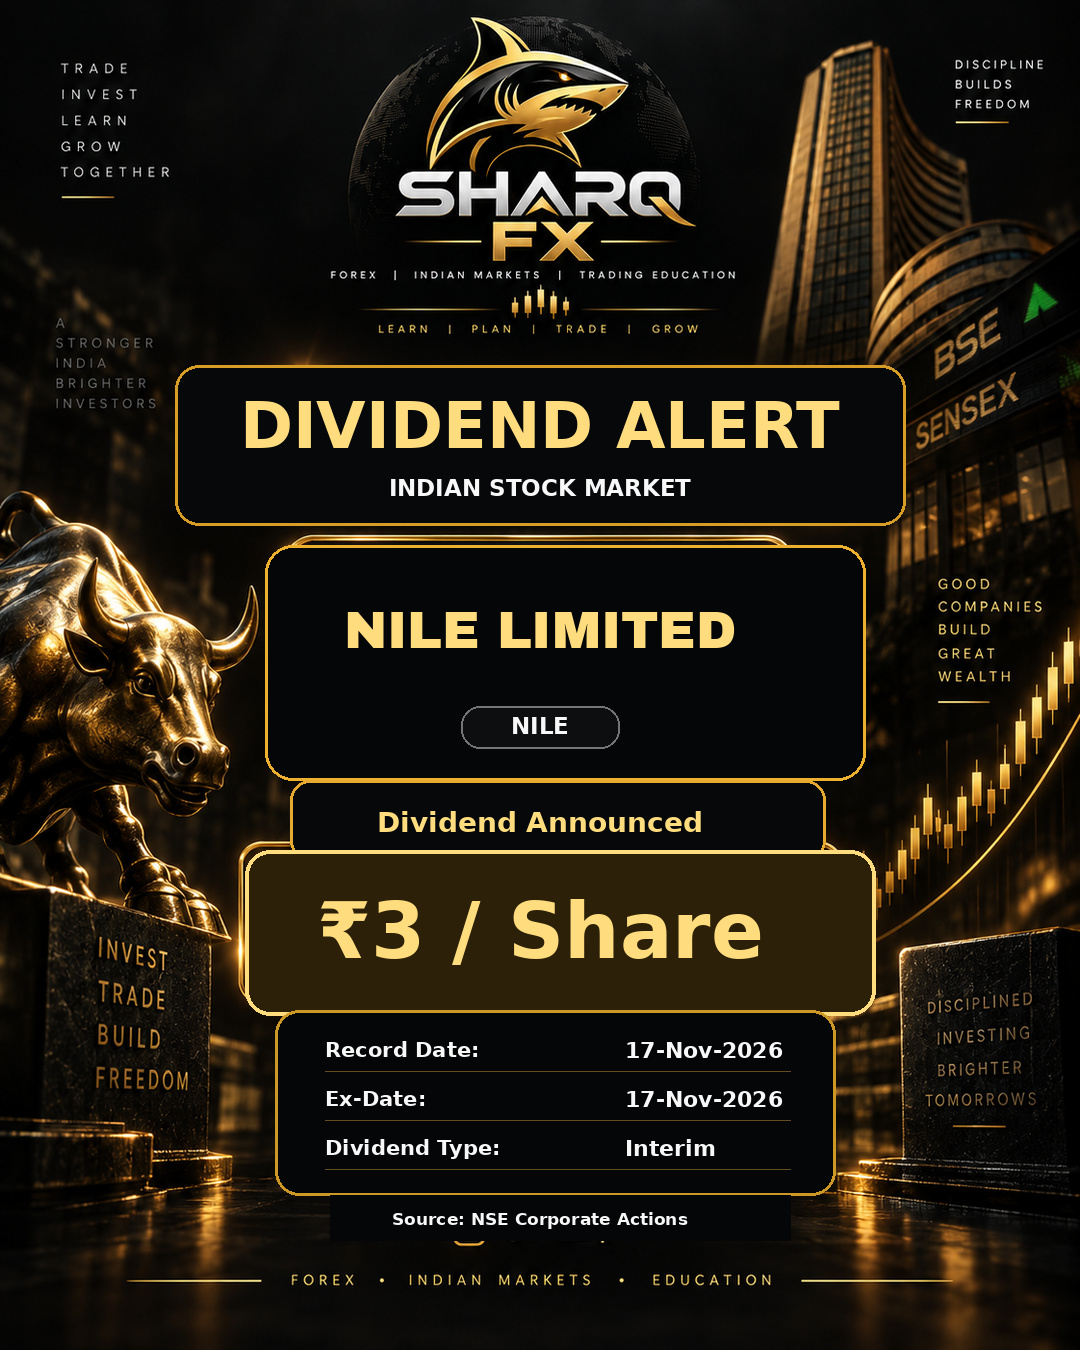 TRADE
INVEST
LEARN
GROW
TOGETHER
DISCIPLINE
BUILDS
FREEDOM
SHARQ
FX
FOREX | INDIAN MARKETS | TRADING EDUCATION
LEARN | PLAN | TRADE | GROW
A
STRONGER
INDIA
BRIGHTER
INVESTORS
BSE
SENSEX
DIVIDEND ALERT
INDIAN STOCK MARKET
NILE LIMITED
NILE
GOOD
COMPANIES
BUILD
GREAT
WEALTH
Dividend Announced
₹3 / Share
INVEST
TRADE
BUILD
FREEDOM
DISCIPLINED
INVESTING
BRIGHTER
TOMORROWS
Record Date: 17-Nov-2026
Ex-Date: 17-Nov-2026
Dividend Type: Interim
Source: NSE Corporate Actions
FOREX • INDIAN MARKETS • EDUCATION